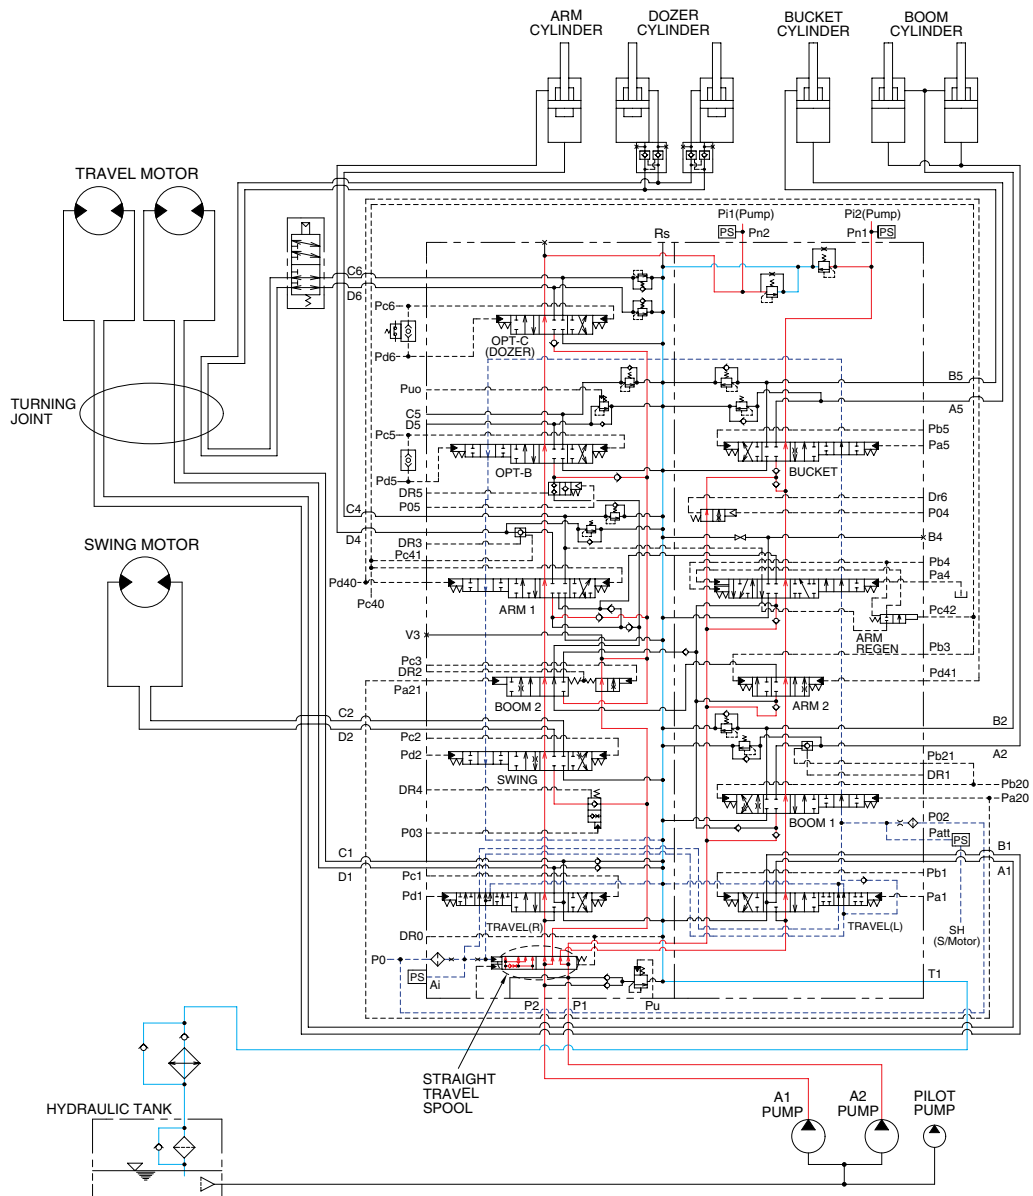 ARM
CYLINDER
DOZER
CYLINDER
BUCKET
CYLINDER
BOOM
CYLINDER
TRAVEL MOTOR
Pi1(Pump)
Pi2(Pump)
PS
Pn2
Pn1
PS
Rs
C6
D6
Pc6
Pd6
OPT-C
(DOZER)
TURNING
JOINT
Puo
C5
D5
Pc5
OPT-B
Pd5
DR5
P05
C4
D4
DR3
Pc41
Pd40
Pc40
ARM 1
B5
A5
Pb5
Pa5
BUCKET
Dr6
P04
B4
Pb4
Pa4
Pc42
ARM
REGEN
SWING MOTOR
V3
Pc3
DR2
Pa21
BOOM 2
Pb3
Pd41
ARM 2
C2
D2
Pc2
Pd2
SWING
B2
A2
Pb21
DR1
Pb20
Pa20
BOOM 1
DR4
P03
P02
Patt
PS
C1
D1
B1
A1
Pc1
Pd1
TRAVEL(R)
Pb1
Pa1
TRAVEL(L)
SH
(S/Motor)
DR0
P0
PS
Ai
T1
P2
P1
Pu
STRAIGHT
TRAVEL
SPOOL
HYDRAULIC TANK
A1
PUMP
A2
PUMP
PILOT
PUMP